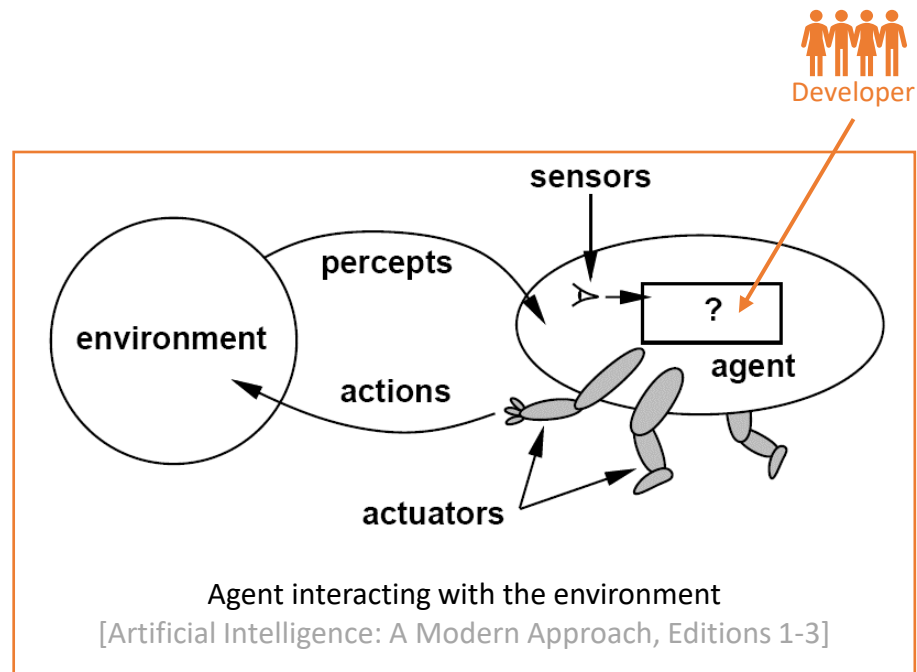 Developer
sensors
percepts
?
environment
agent
actions
actuators
Agent interacting with the environment
[Artificial Intelligence: A Modern Approach, Editions 1-3]